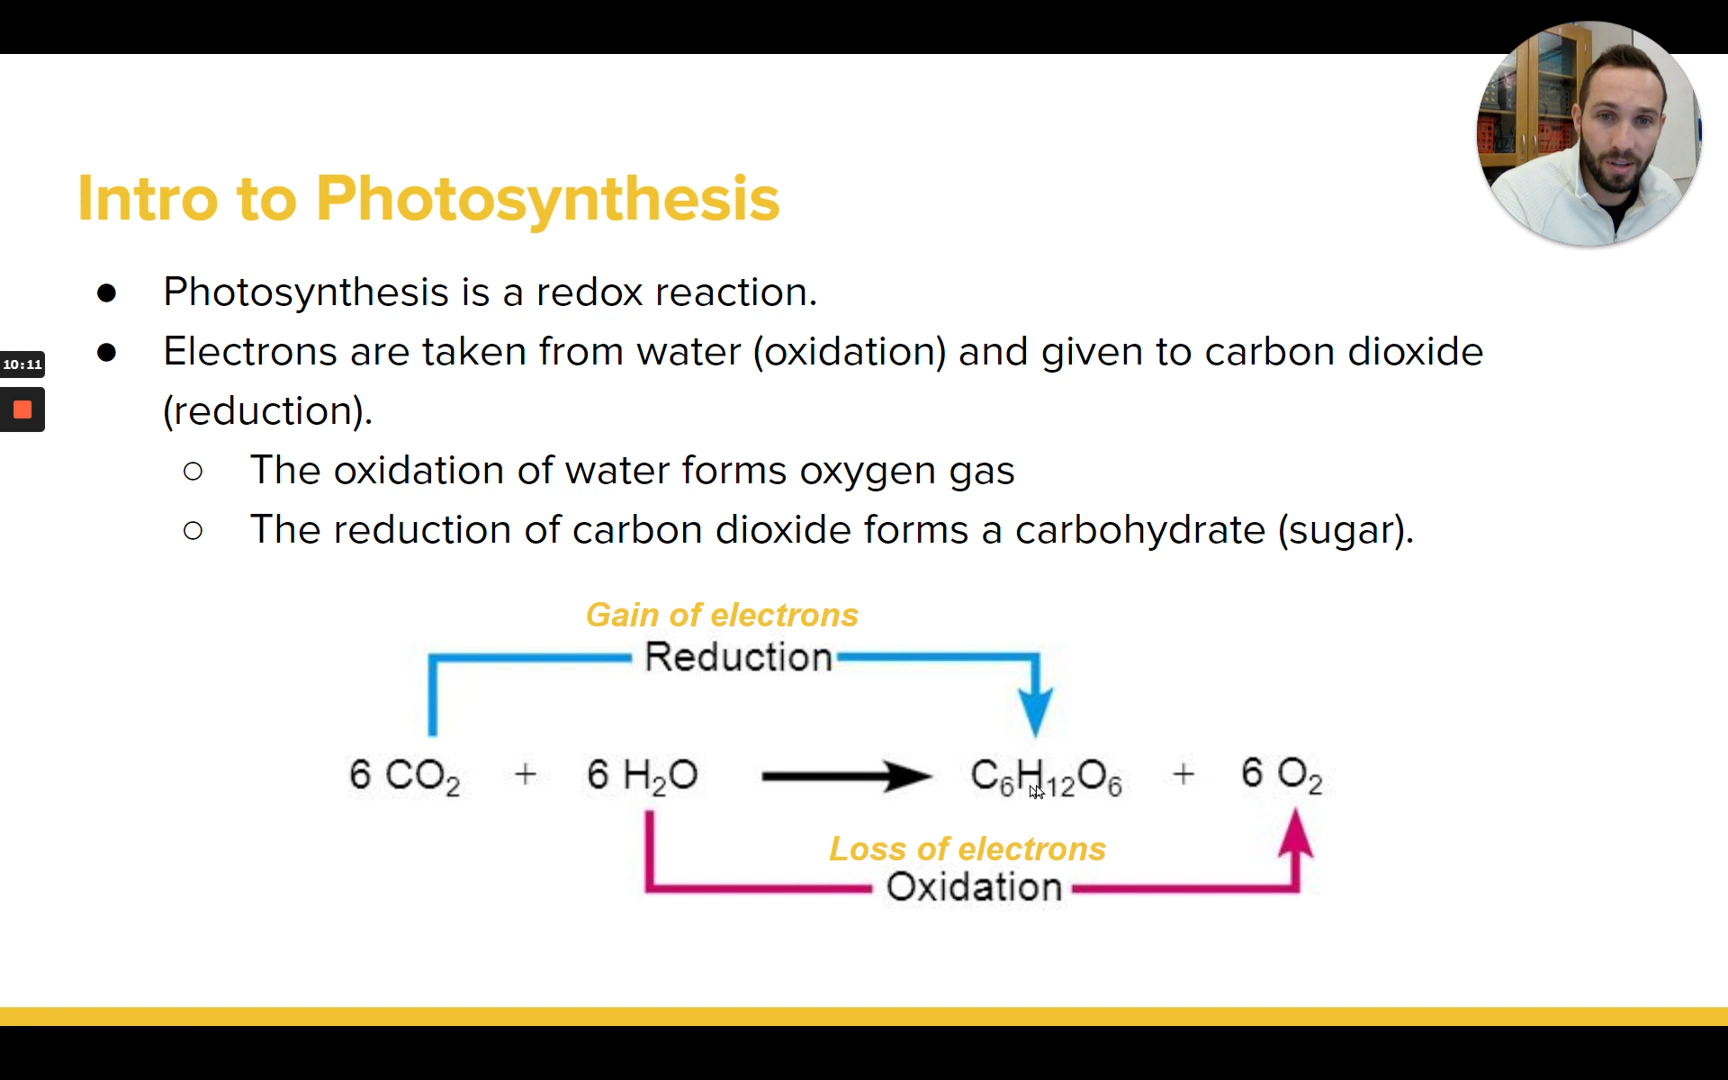 Intro to Photosynthesis
● Photosynthesis is a redox reaction.
● Electrons are taken from water (oxidation) and given to carbon dioxide
(reduction).
○ The oxidation of water forms oxygen gas
○ The reduction of carbon dioxide forms a carbohydrate (sugar).
10:11
Gain of electrons
Reduction
6 CO₂ + 6 H₂O → C₆H₁₂O₆ + 6 O₂
Loss of electrons
Oxidation